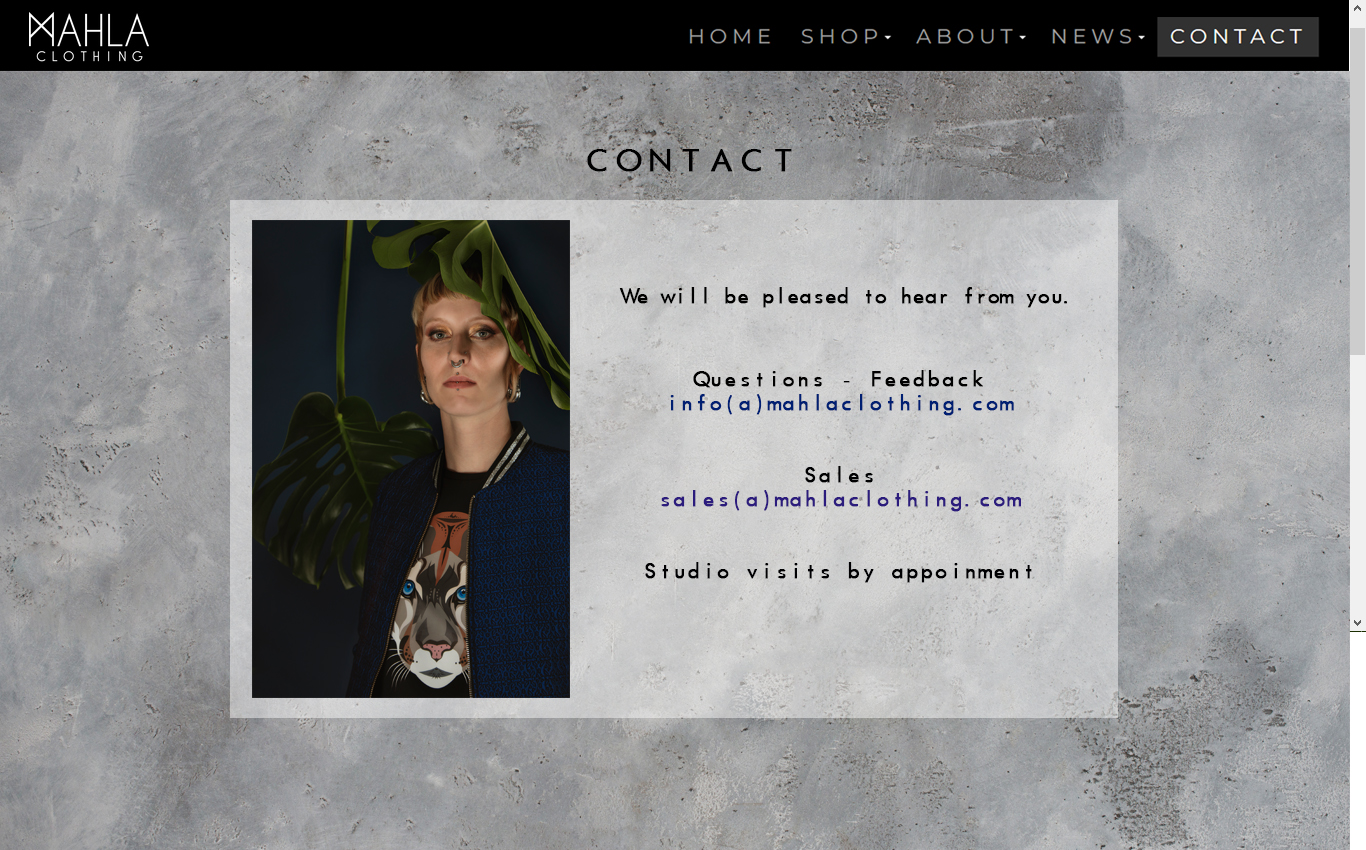 MAHLA
CLOTHING
HOME SHOP ABOUT NEWS CONTACT
CONTACT
We will be pleased to hear from you.
Questions - Feedback
info(a)mahlaclothing.com
Sales
sales(a)mahlaclothing.com
Studio visits by appoinment